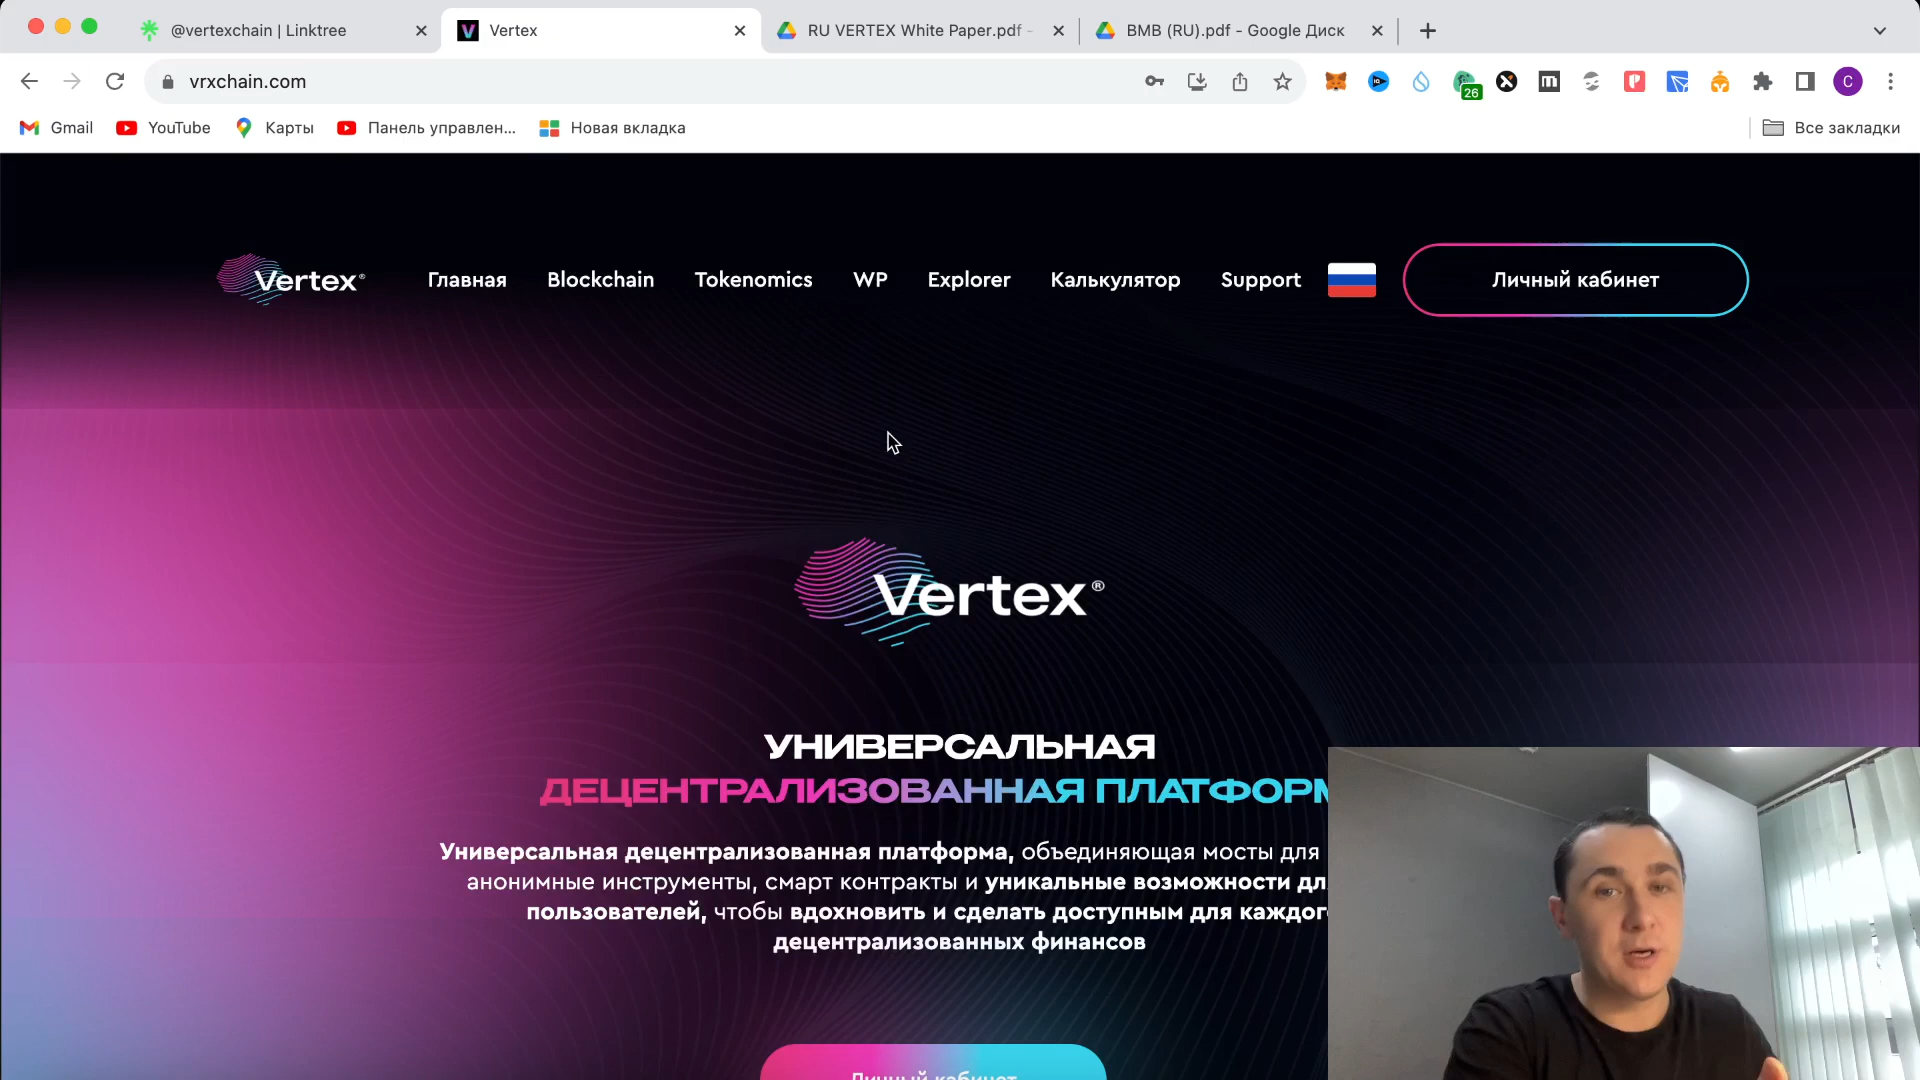 @vertexchain | Linktree
Vertex
RU VERTEX White Paper.pdf -
BMB (RU).pdf - Google Диск
vrxchain.com
26
C
Gmail
YouTube
Карты
Панель управлен...
Новая вкладка
Все закладки
Vertex®
Главная
Blockchain
Tokenomics
WP
Explorer
Калькулятор
Support
Личный кабинет
Vertex®
УНИВЕРСАЛЬНАЯ
ДЕЦЕНТРАЛИЗОВАННАЯ ПЛАТФОРМ
Универсальная децентрализованная платформа, объединяющая мосты для
анонимные инструменты, смарт контракты и уникальные возможности дл
пользователей, чтобы вдохновить и сделать доступным для каждог
децентрализованных финансов
Личный кабинет